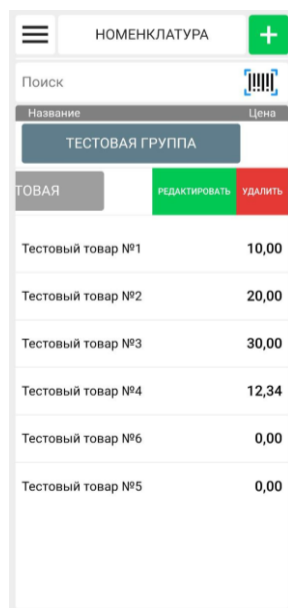 НОМЕНКЛАТУРА +
Поиск
Название Цена
ТЕСТОВАЯ ГРУППА
ТОВАЯ РЕДАКТИРОВАТЬ УДАЛИТЬ
Тестовый товар №1 10,00
Тестовый товар №2 20,00
Тестовый товар №3 30,00
Тестовый товар №4 12,34
Тестовый товар №6 0,00
Тестовый товар №5 0,00